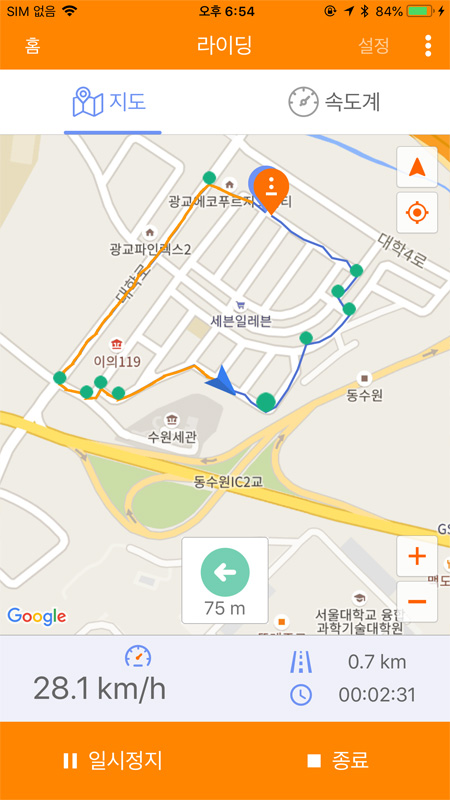 SIM 없음 오후 6:54 84%
홈 라이딩 설정
지도 속도계
광교에코푸르지
티
광교파인렉스2
대학4로
대학로
세븐일레븐
이의119
동수원
수원세관
동수원IC2교
GS
75 m
맥도
서울대학교 융합
과학기술대학원
Google
28.1 km/h
0.7 km
00:02:31
일시정지 종료